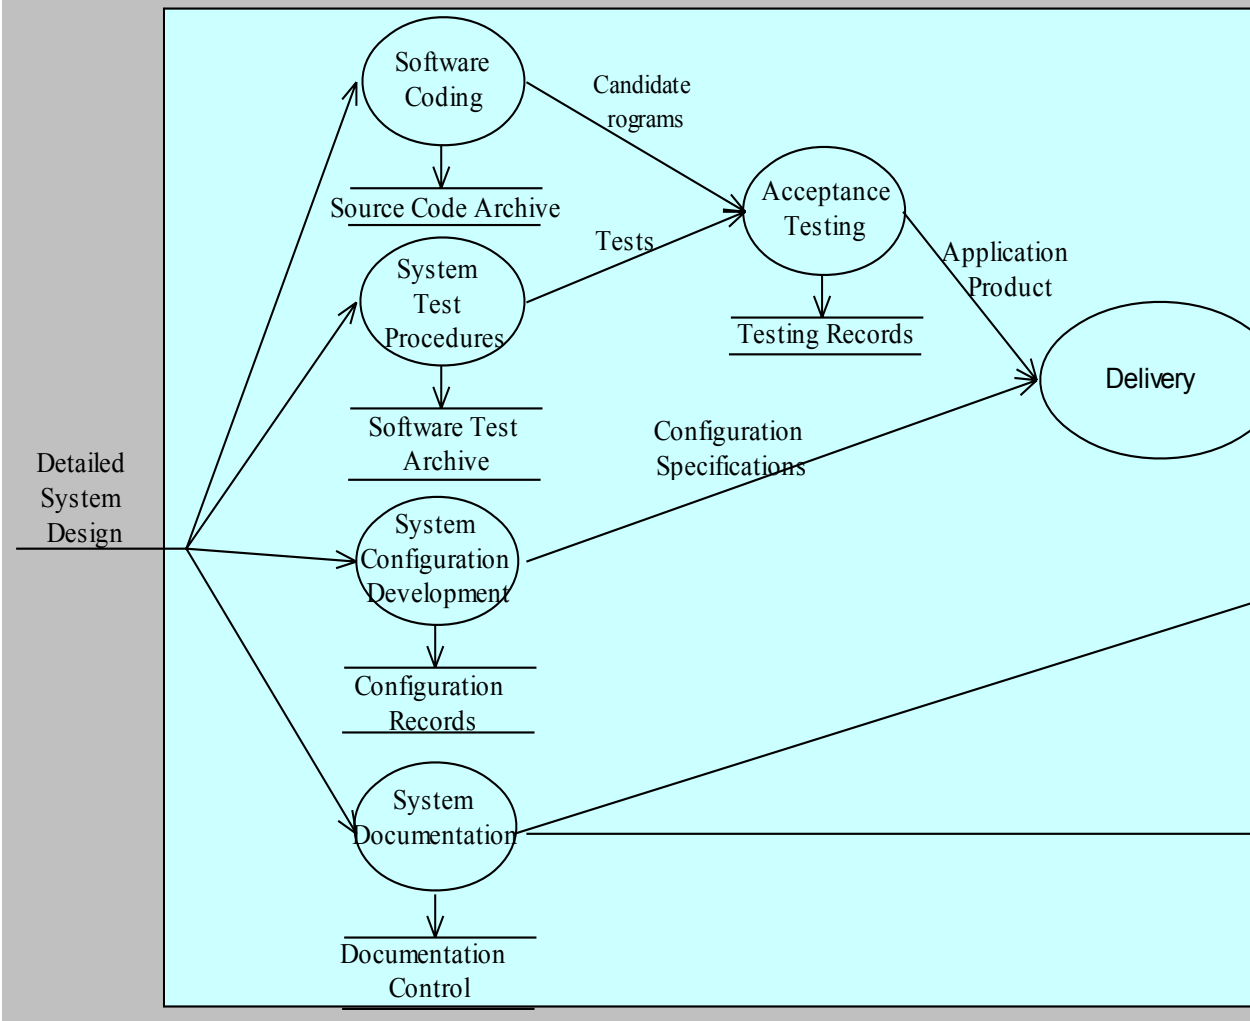 Software
Coding
Candidate
rograms
Source Code Archive
Acceptance
Testing
System
Test
Procedures
Tests
Application
Product
Testing Records
Delivery
Software Test
Archive
Configuration
Specifications
Detailed
System
Design
System
Configuration
Development
Configuration
Records
System
Documentation
Documentation
Control